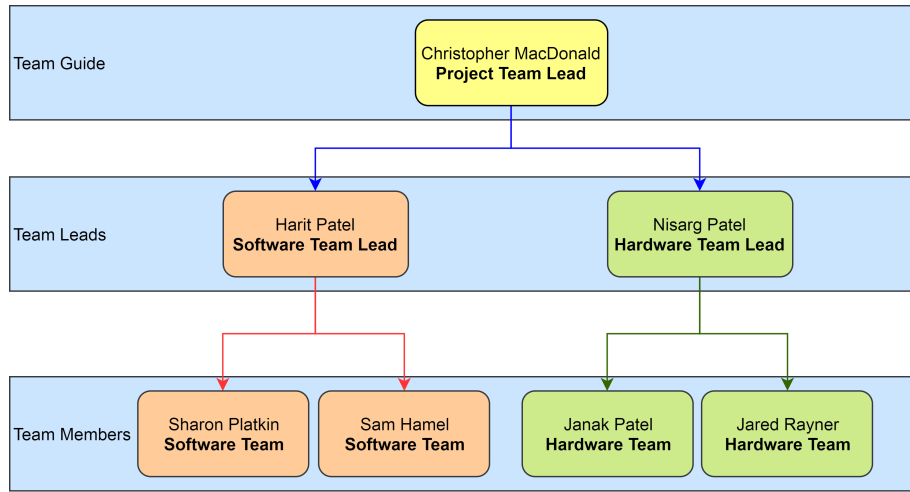 Team Guide
Christopher MacDonald
Project Team Lead
Team Leads
Harit Patel
Software Team Lead
Nisarg Patel
Hardware Team Lead
Team Members
Sharon Platkin
Software Team
Sam Hamel
Software Team
Janak Patel
Hardware Team
Jared Rayner
Hardware Team